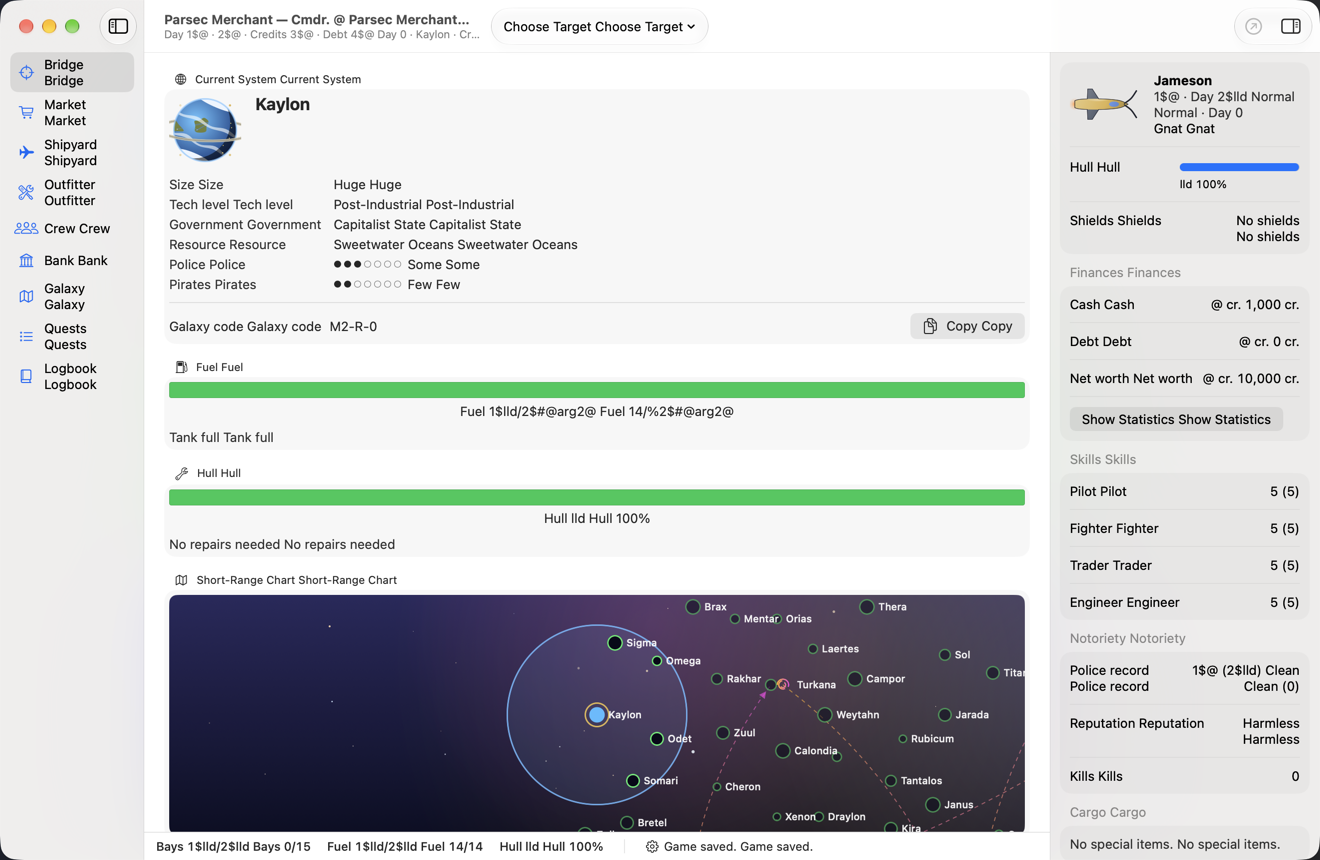 Parsec Merchant — Cmdr. @ Parsec Merchant...
Day 1$@ · 2$@ · Credits 3$@ · Debt 4$@ Day 0 · Kaylon · Cr...
Choose Target Choose Target
Bridge
Bridge
Market
Market
Shipyard
Shipyard
Outfitter
Outfitter
Crew Crew
Bank Bank
Galaxy
Galaxy
Quests
Quests
Logbook
Logbook
Current System Current System
Kaylon
Size Size Huge Huge
Tech level Tech level Post-Industrial Post-Industrial
Government Government Capitalist State Capitalist State
Resource Resource Sweetwater Oceans Sweetwater Oceans
Police Police Some Some
Pirates Pirates Few Few
Galaxy code Galaxy code M2-R-0
Copy Copy
Fuel Fuel
Fuel 1$lld/2$#@arg2@ Fuel 14/%2$#@arg2@
Tank full Tank full
Hull Hull
Hull lld Hull 100%
No repairs needed No repairs needed
Short-Range Chart Short-Range Chart
Brax
Thera
Mentar
Orias
Sigma
Laertes
Sol
Omega
Rakhar
Turkana
Campor
Kaylon
Weytahn
Jarada
Zuul
Odet
Rubicum
Calondia
Somari
Cheron
Tantalos
Janus
Bretel
Xenon
Draylon
Kira
Bays 1$lld/2$lld Bays 0/15
Fuel 1$lld/2$lld Fuel 14/14
Hull lld Hull 100%
Game saved. Game saved.
Jameson
1$@ · Day 2$lld Normal
Normal · Day 0
Gnat Gnat
Hull Hull
lld 100%
Shields Shields No shields
No shields
Finances Finances
Cash Cash @ cr. 1,000 cr.
Debt Debt @ cr. 0 cr.
Net worth Net worth @ cr. 10,000 cr.
Show Statistics Show Statistics
Skills Skills
Pilot Pilot 5 (5)
Fighter Fighter 5 (5)
Trader Trader 5 (5)
Engineer Engineer 5 (5)
Notoriety Notoriety
Police record 1$@ (2$lld) Clean
Police record Clean (0)
Reputation Reputation Harmless
Harmless
Kills Kills 0
Cargo Cargo
No special items. No special items.